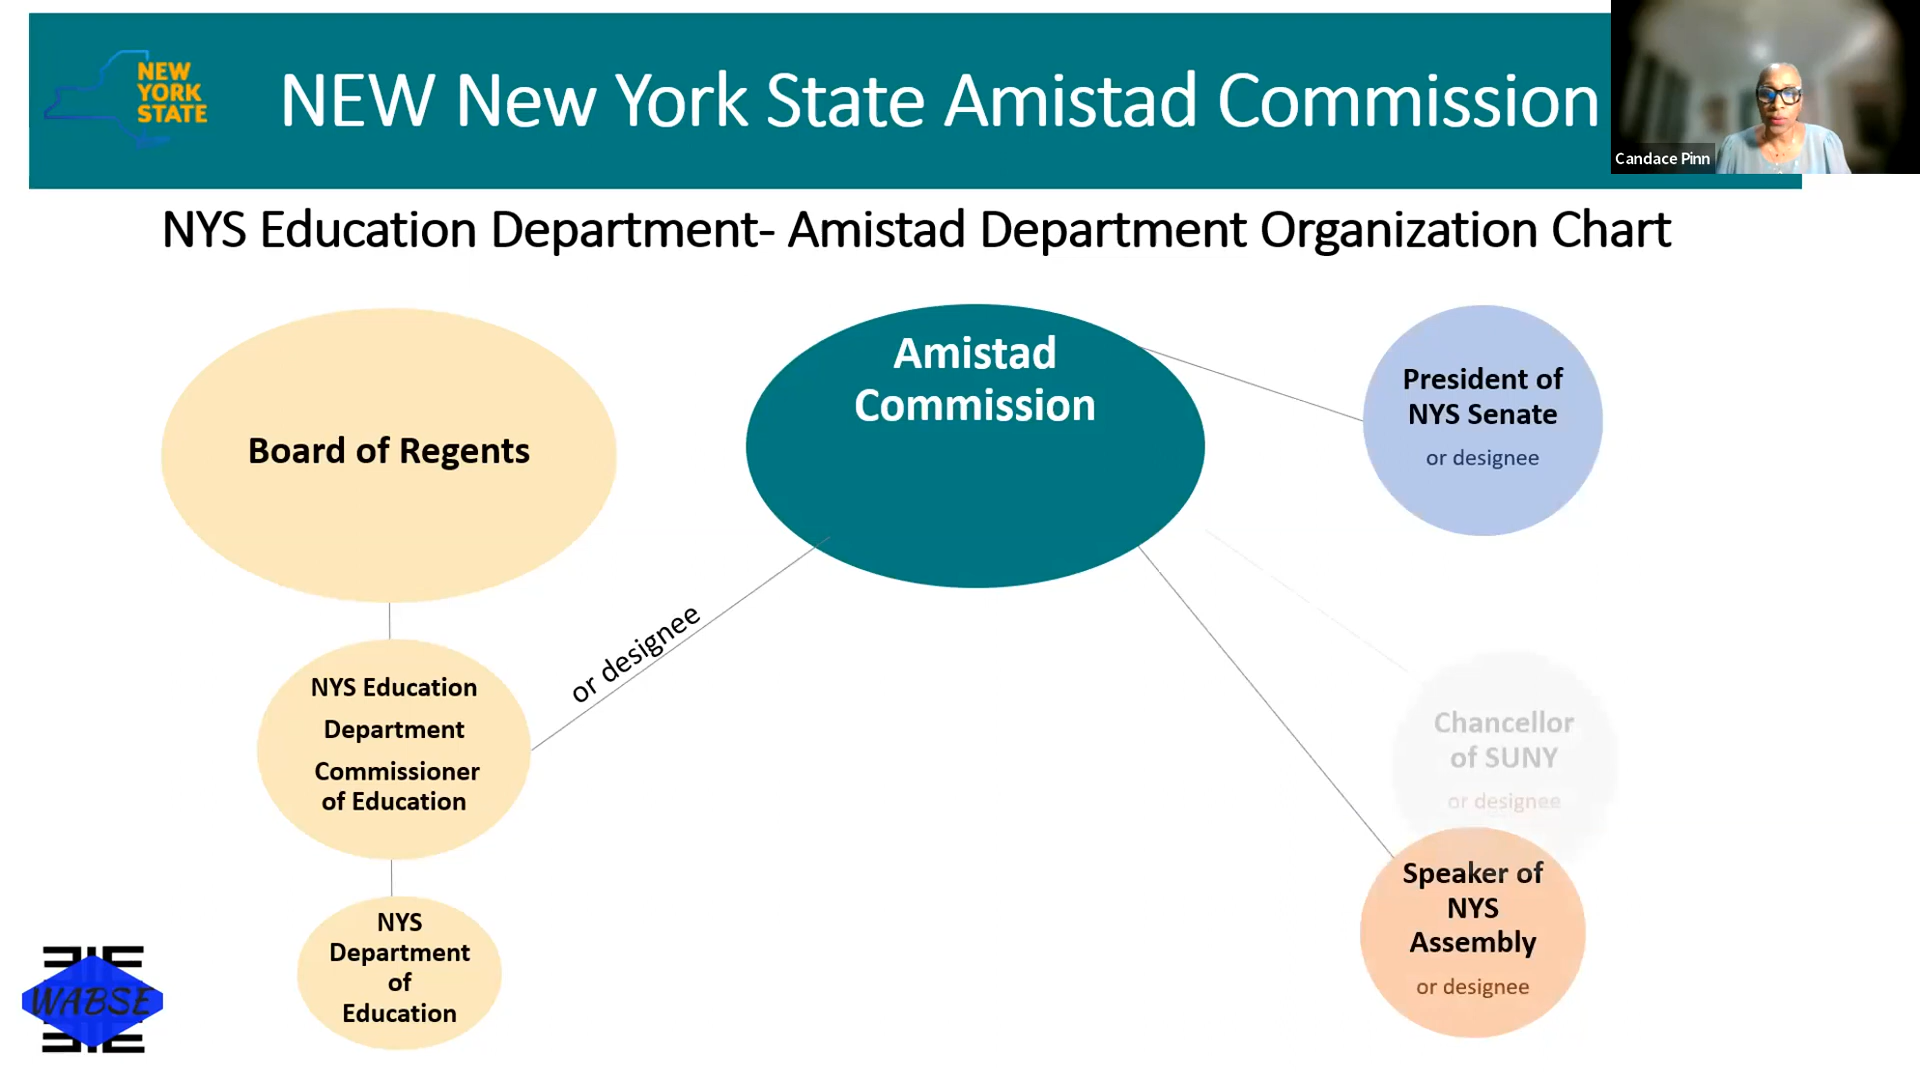 NEW
YORK
STATE
NEW New York State Amistad Commission
Candace Pinn
NYS Education Department- Amistad Department Organization Chart
Board of Regents
Amistad
Commission
President of
NYS Senate
or designee
or designee
NYS Education
Department
Commissioner
of Education
Chancellor
of SUNY
or designee
Speaker of
NYS
Assembly
or designee
NYS
Department
of
Education
WABSE